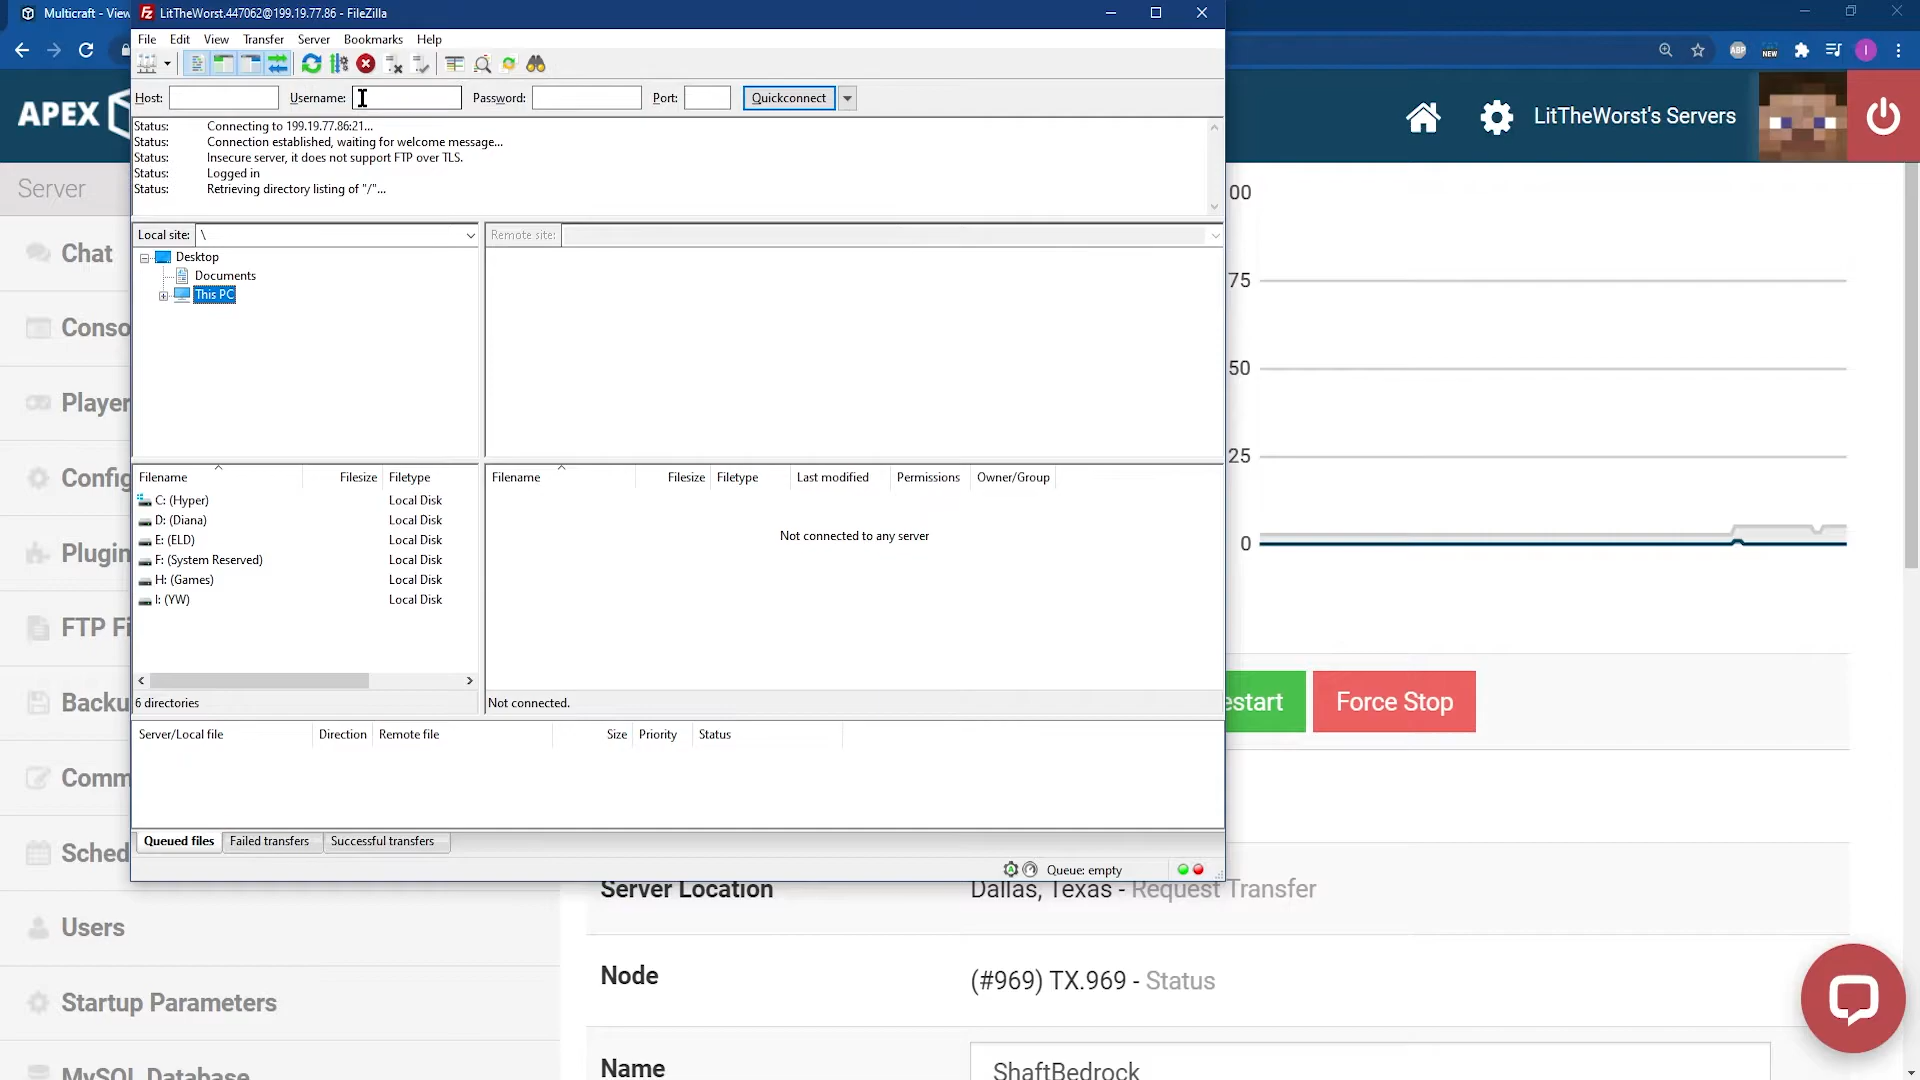 Multicraft - View
LitTheWorst.447062@199.19.77.86 - FileZilla
File Edit View Transfer Server Bookmarks Help
Host: Username: Password: Port: Quickconnect
ABP
NEW
I
APEX
LitTheWorst's Servers
Status: Connecting to 199.19.77.86:21...
Status: Connection established, waiting for welcome message...
Status: Insecure server, it does not support FTP over TLS.
Status: Logged in
Status: Retrieving directory listing of "/"...
Server
Chat
Conso
Player
Config
Plugin
FTP Fi
Backu
Comm
Sched
Users
Startup Parameters
MySQL Database
Local site: \
Remote site:
Desktop
Documents
This PC
Filename Filesize Filetype
C: (Hyper) Local Disk
D: (Diana) Local Disk
E: (ELD) Local Disk
F: (System Reserved) Local Disk
H: (Games) Local Disk
I: (YW) Local Disk
6 directories
Filename Filesize Filetype Last modified Permissions Owner/Group
Not connected to any server
Not connected.
Server/Local file Direction Remote file Size Priority Status
Queued files Failed transfers Successful transfers
Queue: empty
00
75
50
25
0
estart Force Stop
Server Location Dallas, Texas - Request Transfer
Node (#969) TX.969 - Status
Name ShaftBedrock